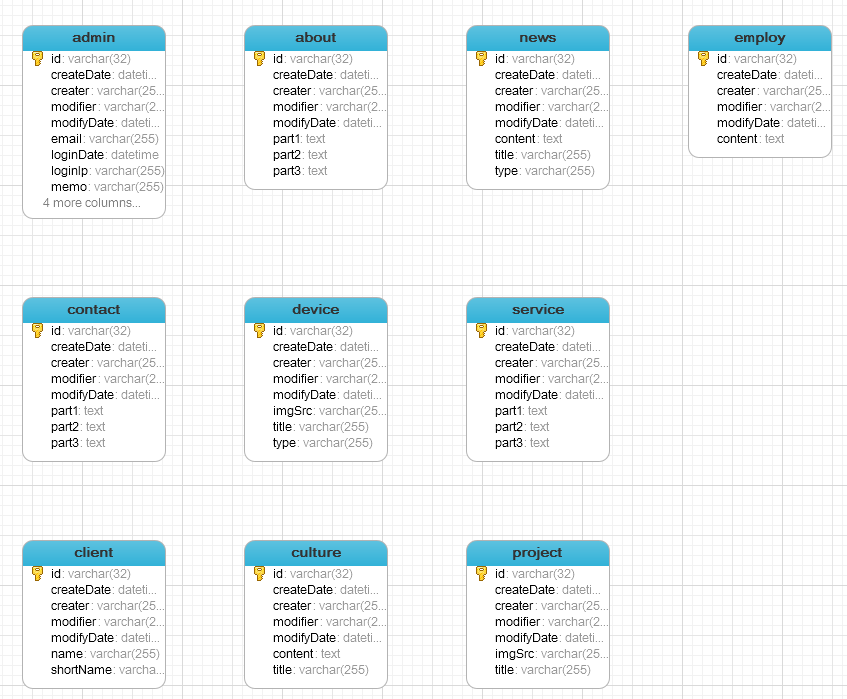 admin
id: varchar(32)
createDate: dateti...
creater: varchar(25...
modifier: varchar(2...
modifyDate: dateti...
email: varchar(255)
loginDate: datetime
loginIp: varchar(255)
memo: varchar(255)
4 more columns...
about
id: varchar(32)
createDate: dateti...
creater: varchar(25...
modifier: varchar(2...
modifyDate: dateti...
part1: text
part2: text
part3: text
news
id: varchar(32)
createDate: dateti...
creater: varchar(25...
modifier: varchar(2...
modifyDate: dateti...
content: text
title: varchar(255)
type: varchar(255)
employ
id: varchar(32)
createDate: dateti...
creater: varchar(25...
modifier: varchar(2...
modifyDate: dateti...
content: text
contact
id: varchar(32)
createDate: dateti...
creater: varchar(25...
modifier: varchar(2...
modifyDate: dateti...
part1: text
part2: text
part3: text
device
id: varchar(32)
createDate: dateti...
creater: varchar(25...
modifier: varchar(2...
modifyDate: dateti...
imgSrc: varchar(25...
title: varchar(255)
type: varchar(255)
service
id: varchar(32)
createDate: dateti...
creater: varchar(25...
modifier: varchar(2...
modifyDate: dateti...
part1: text
part2: text
part3: text
client
id: varchar(32)
createDate: dateti...
creater: varchar(25...
modifier: varchar(2...
modifyDate: dateti...
name: varchar(255)
shortName: varcha...
culture
id: varchar(32)
createDate: dateti...
creater: varchar(25...
modifier: varchar(2...
modifyDate: dateti...
content: text
title: varchar(255)
project
id: varchar(32)
createDate: dateti...
creater: varchar(25...
modifier: varchar(2...
modifyDate: dateti...
imgSrc: varchar(25...
title: varchar(255)